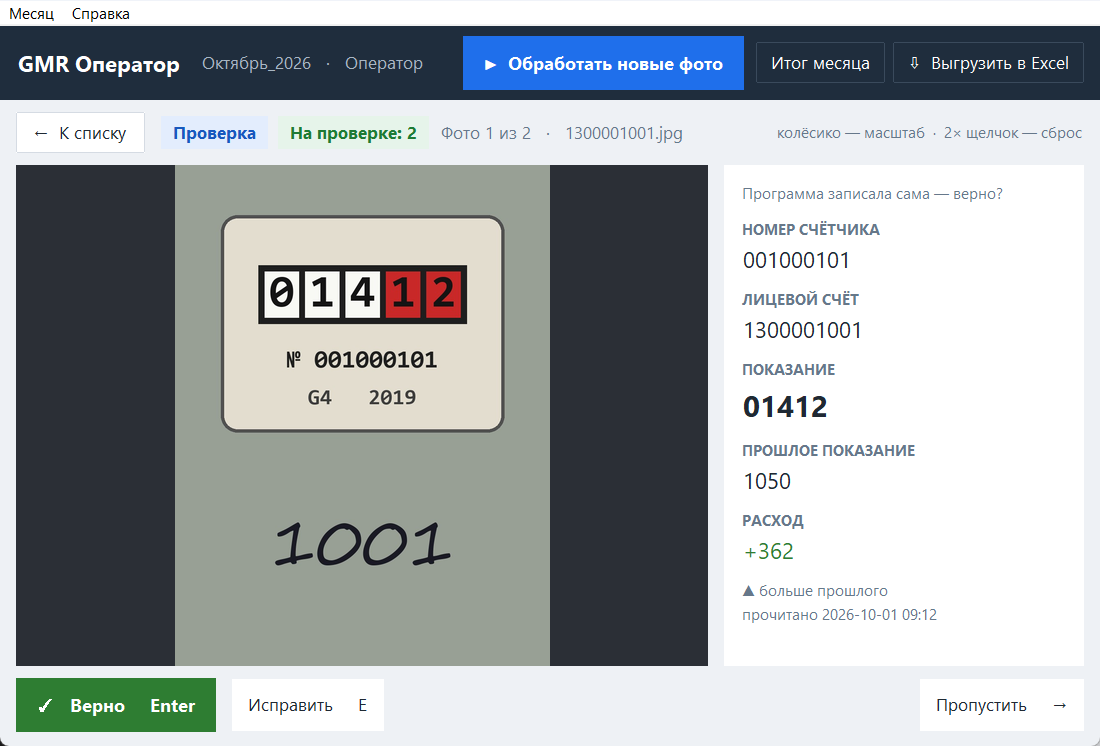 Месяц Справка
GMR Оператор Октябрь_2026 · Оператор ► Обработать новые фото Итог месяца ⇩ Выгрузить в Excel
← К списку Проверка На проверке: 2 Фото 1 из 2 · 1300001001.jpg колёсико — масштаб · 2× щелчок — сброс
01412
№ 001000101
G4 2019
1001
Программа записала сама — верно?
НОМЕР СЧЁТЧИКА
001000101
ЛИЦЕВОЙ СЧЁТ
1300001001
ПОКАЗАНИЕ
01412
ПРОШЛОЕ ПОКАЗАНИЕ
1050
РАСХОД
+362
▲ больше прошлого
прочитано 2026-10-01 09:12
✓ Верно Enter Исправить E Пропустить →